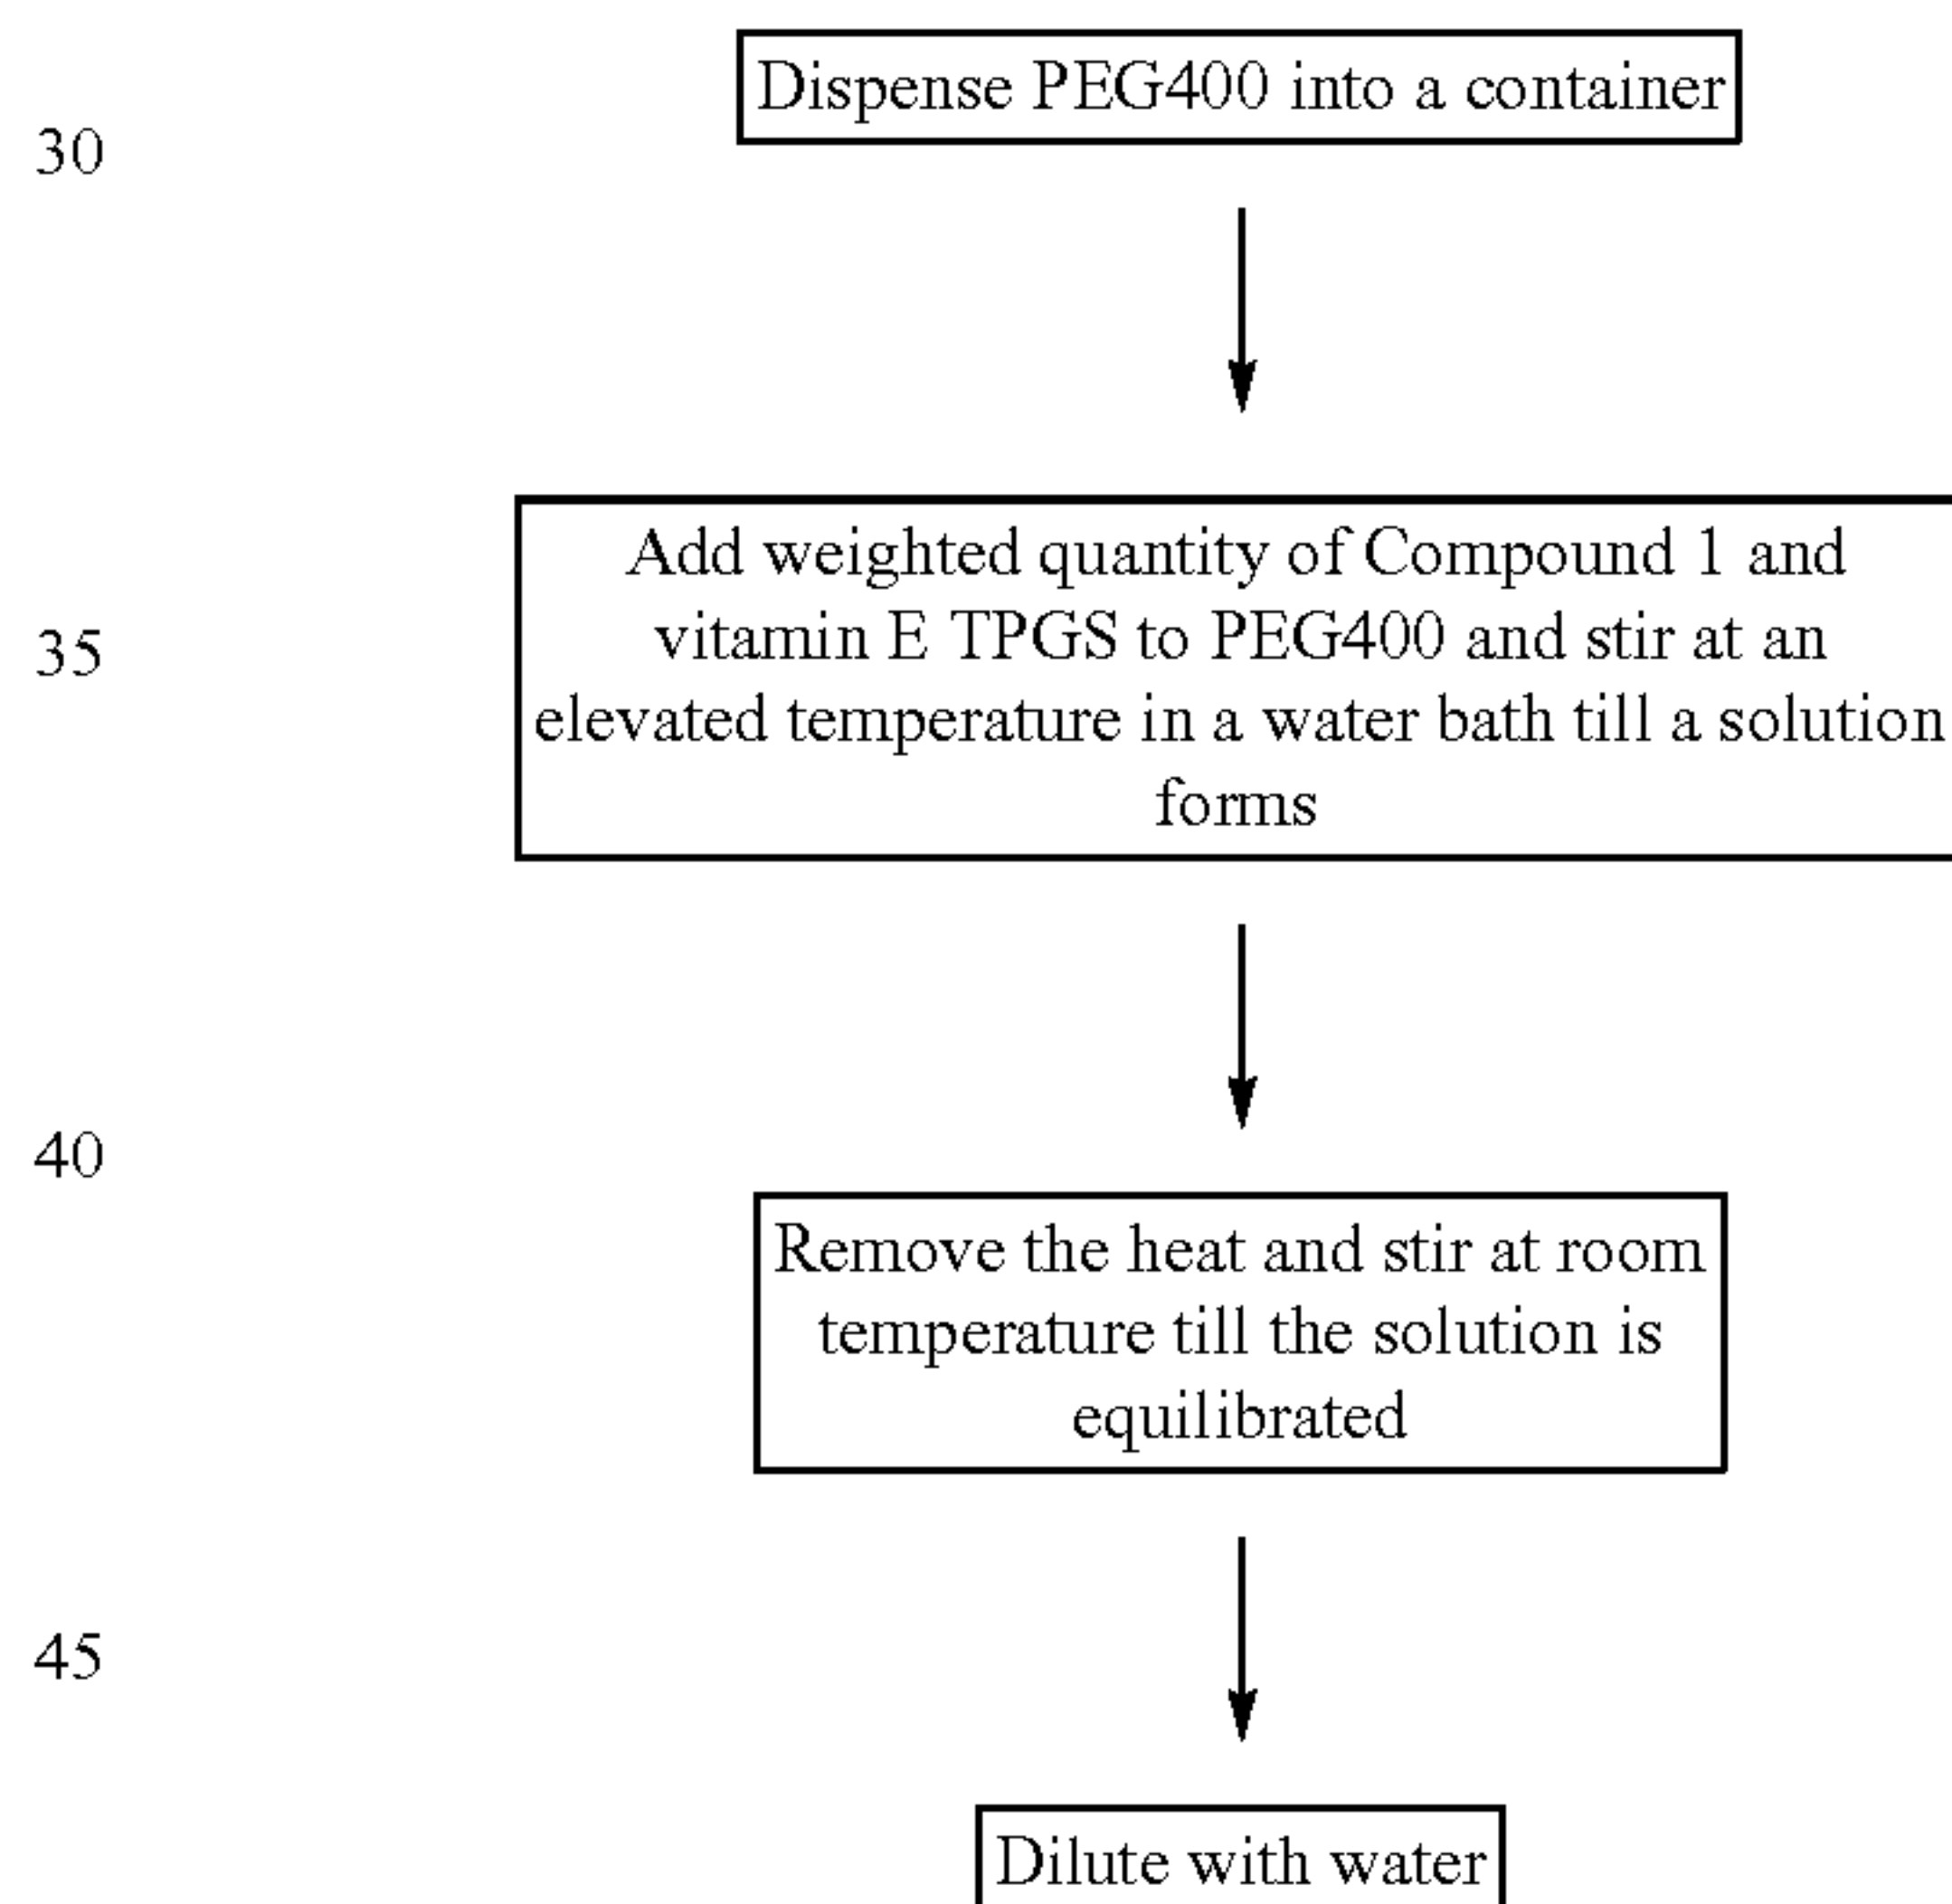 Dispense PEG400 into a container
30
Add weighted quantity of Compound 1 and
35
vitamin E TPGS to PEG400 and stir at an
elevated temperature in a water bath till a solution
forms
40
Remove the heat and stir at room
temperature till the solution is
equilibrated
45
Dilute with water